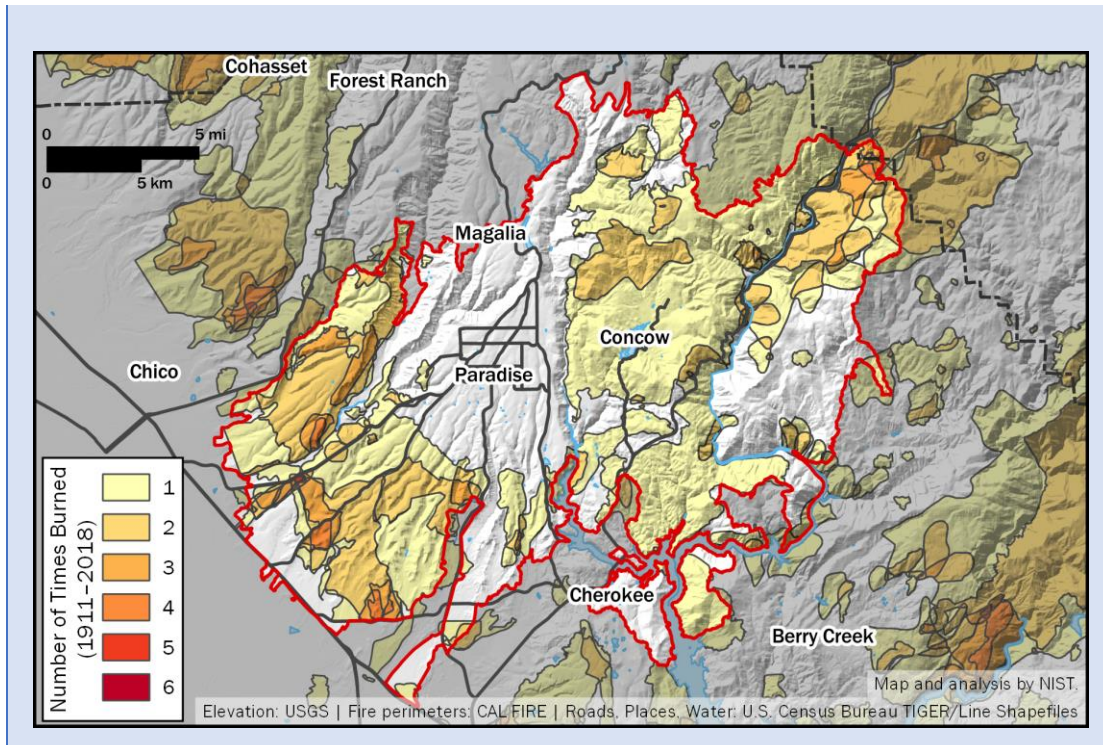 Cohasset
Forest Ranch
0 5 mi
0 5 km
Magalia
Concow
Chico
Paradise
Number of Times Burned
(1911–2018)
1
2
3
4
5
6
Cherokee
Berry Creek
Map and analysis by NIST.
Elevation: USGS | Fire perimeters: CAL FIRE | Roads, Places, Water: U.S. Census Bureau TIGER/Line Shapefiles